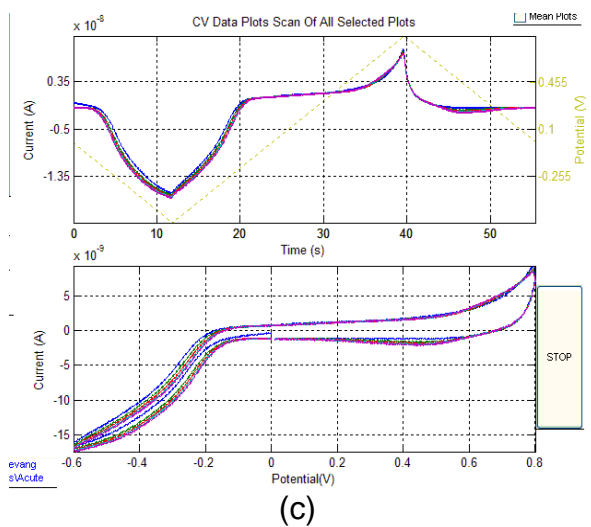 x 10⁻⁸
CV Data Plots Scan Of All Selected Plots
Mean Plots
Current (A)
0.35
-0.5
-1.35
0.455
0.1
-0.255
Potential (V)
0 10 20 30 40 50
Time (s)
x 10⁻⁹
Current (A)
5
0
-5
-10
-15
STOP
-0.6 -0.4 -0.2 0 0.2 0.4 0.6 0.8
Potential(V)
evang
s\Acute
(c)